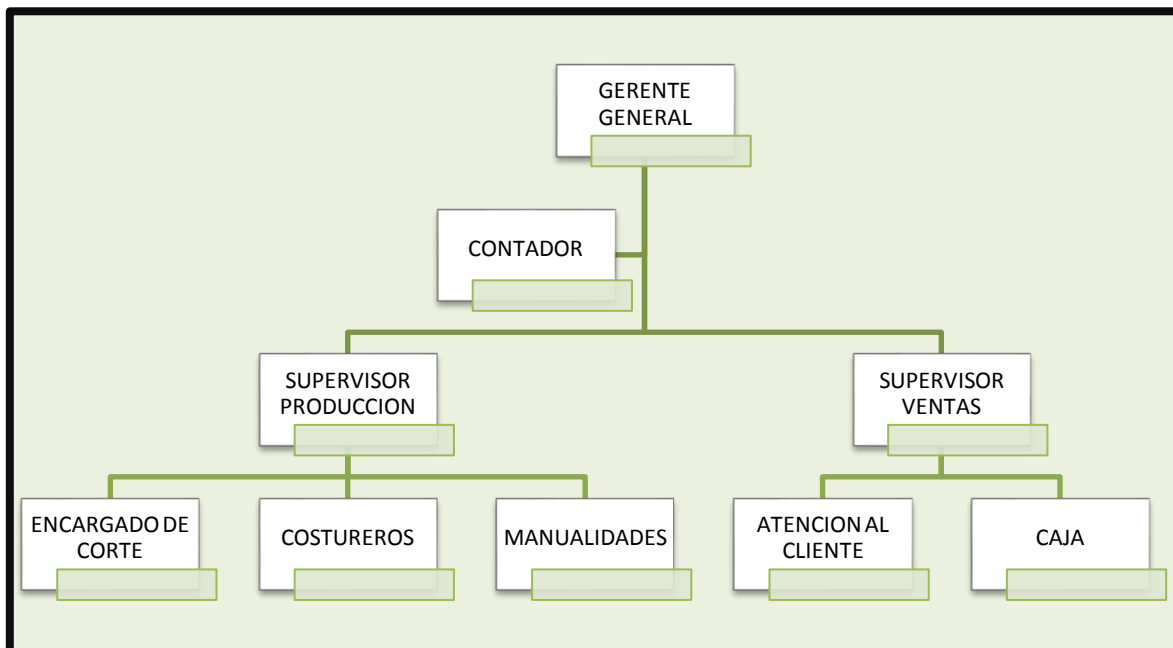 GERENTE
GENERAL
CONTADOR
SUPERVISOR
PRODUCCION
SUPERVISOR
VENTAS
ENCARGADO DE
CORTE
COSTUREROS
MANUALIDADES
ATENCION AL
CLIENTE
CAJA